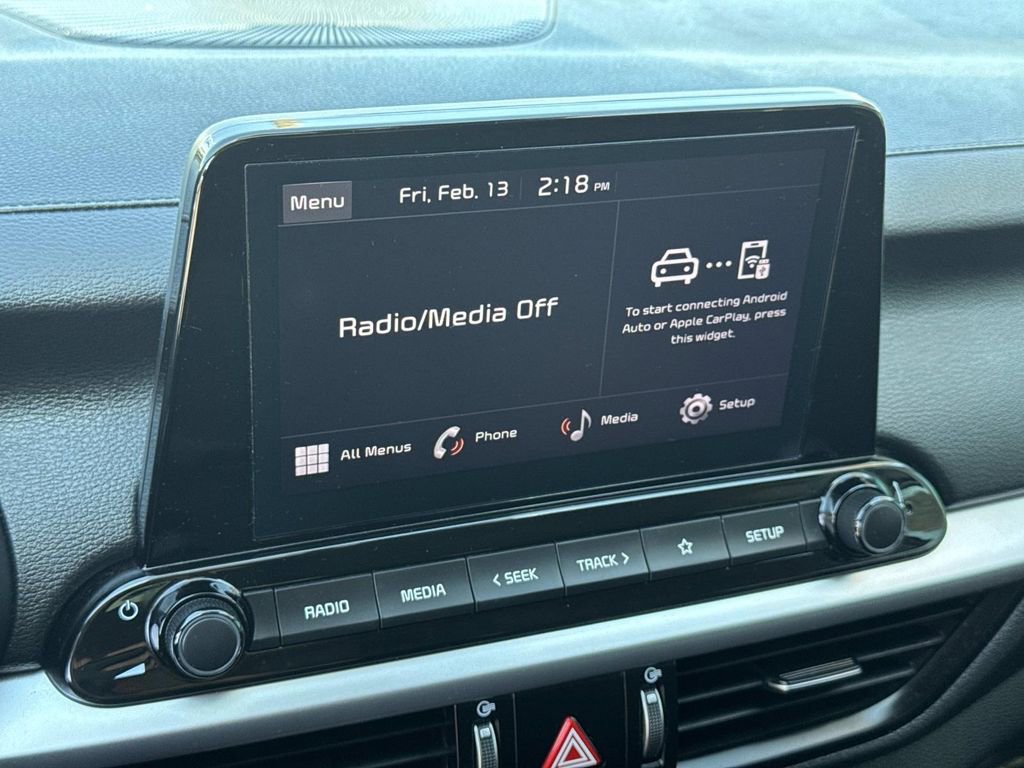 Menu
Fri, Feb. 13
2:18 PM
Radio/Media Off
To start connecting Android
Auto or Apple CarPlay, press
this widget.
All Menus
Phone
Media
Setup
RADIO
MEDIA
< SEEK
TRACK >
SETUP